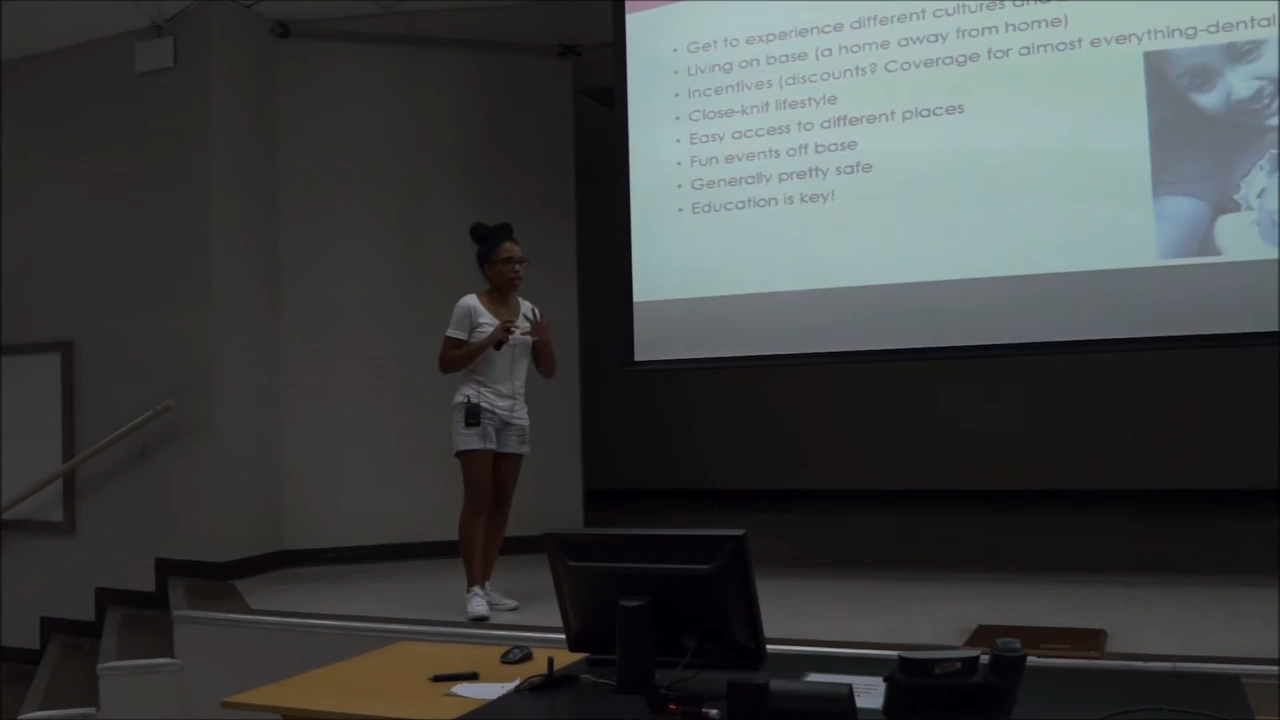 • Get to experience different cultures and
• Living on base (a home away from home)
• Incentives (discounts? Coverage for almost everything-dental
• Close-knit lifestyle
• Easy access to different places
• Fun events off base
• Generally pretty safe
• Education is key!